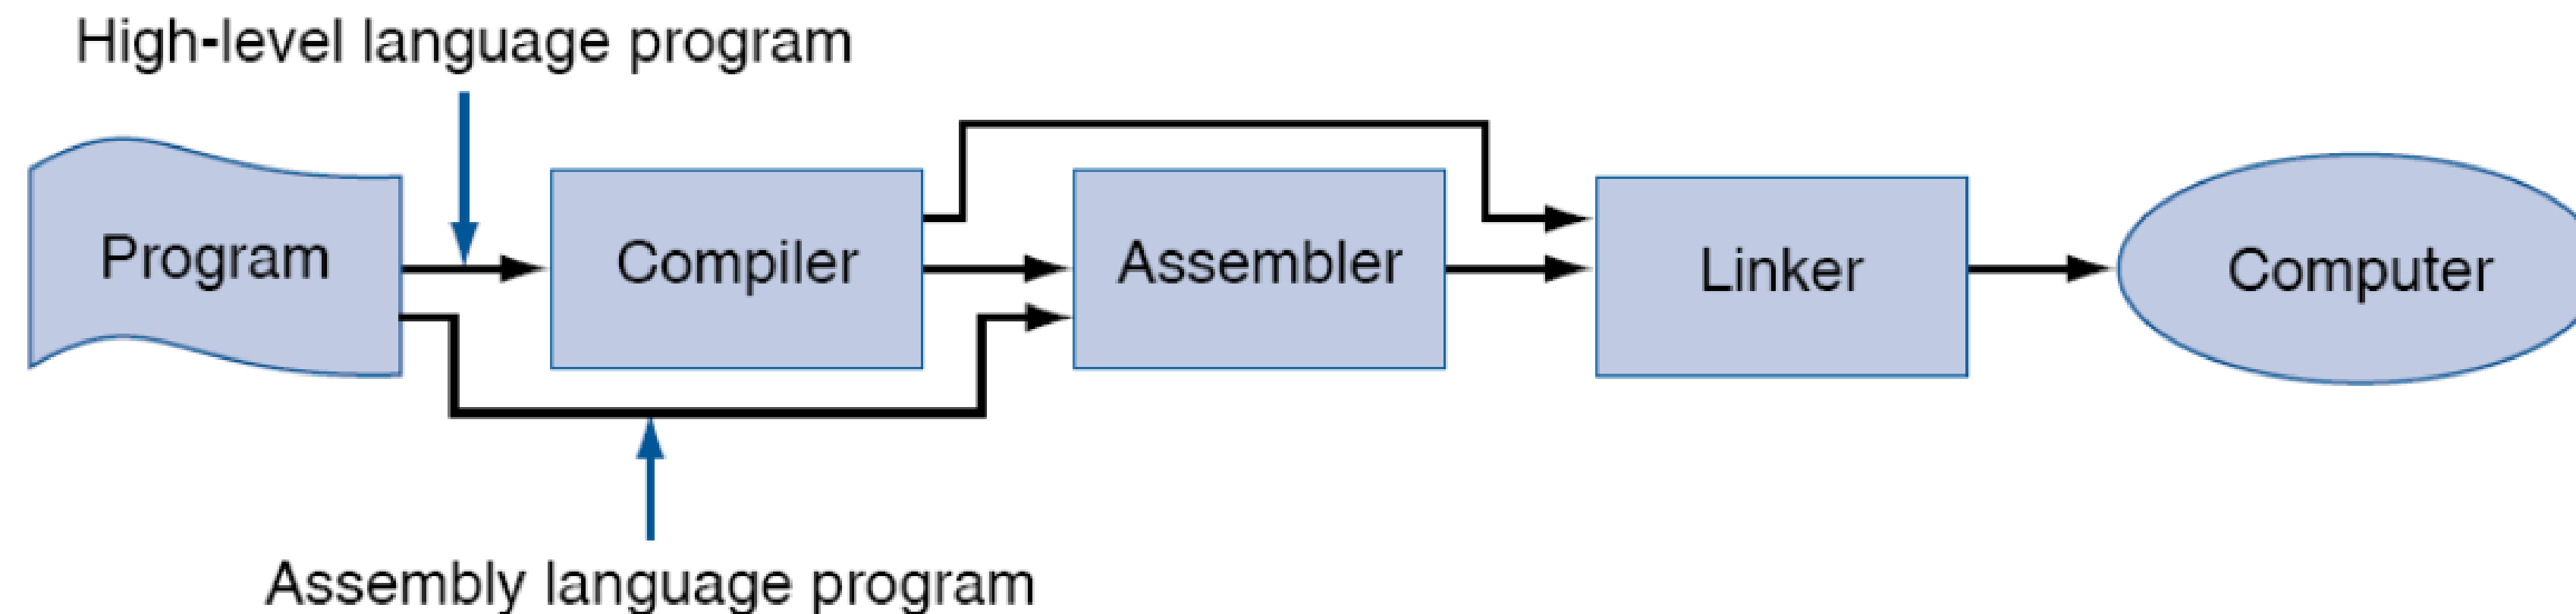 High-level language program
Program
Compiler
Assembler
Linker
Computer
Assembly language program